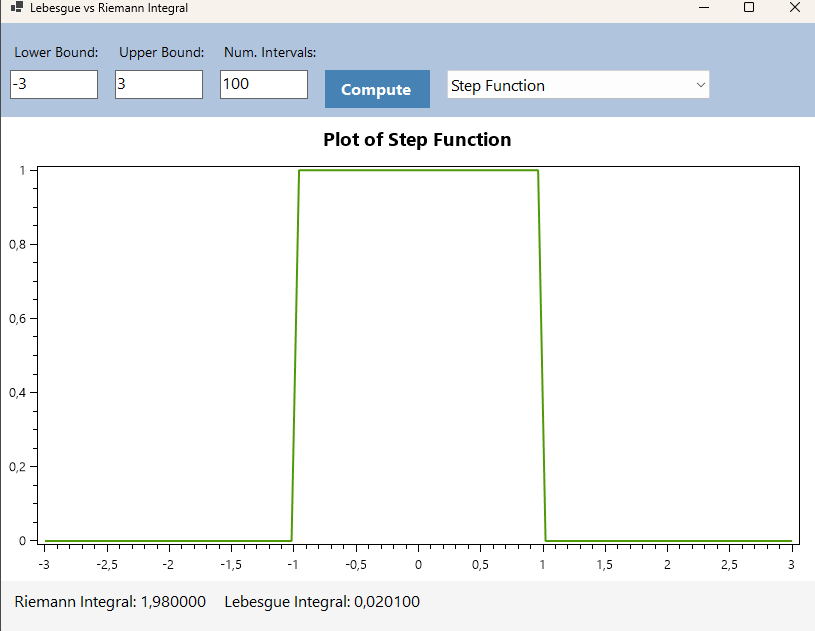 Lebesgue vs Riemann Integral
Lower Bound: Upper Bound: Num. Intervals:
-3 3 100 Compute Step Function
Plot of Step Function
1
0,8
0,6
0,4
0,2
0
-3 -2,5 -2 -1,5 -1 -0,5 0 0,5 1 1,5 2 2,5 3
Riemann Integral: 1,980000 Lebesgue Integral: 0,020100